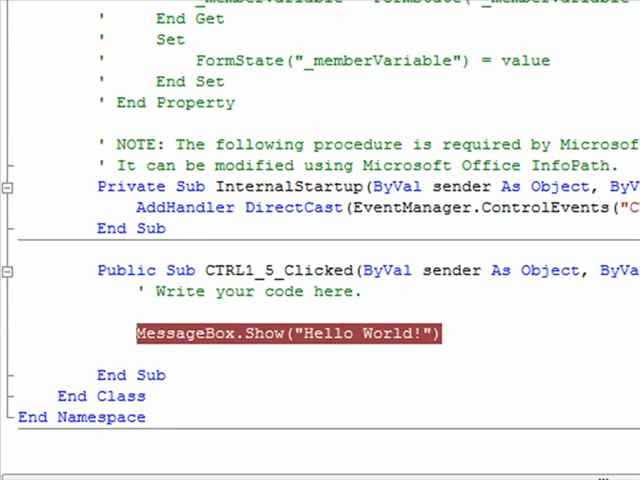 '     End Get
'     Set
'         FormState("_memberVariable") = value
'     End Set
' End Property
' NOTE: The following procedure is required by Microsof
' It can be modified using Microsoft Office InfoPath.
Private Sub InternalStartup(ByVal sender As Object, ByV
AddHandler DirectCast(EventManager.ControlEvents("C
End Sub
Public Sub CTRL1_5_Clicked(ByVal sender As Object, ByVa
' Write your code here.
MessageBox.Show("Hello World!")
End Sub
End Class
End Namespace